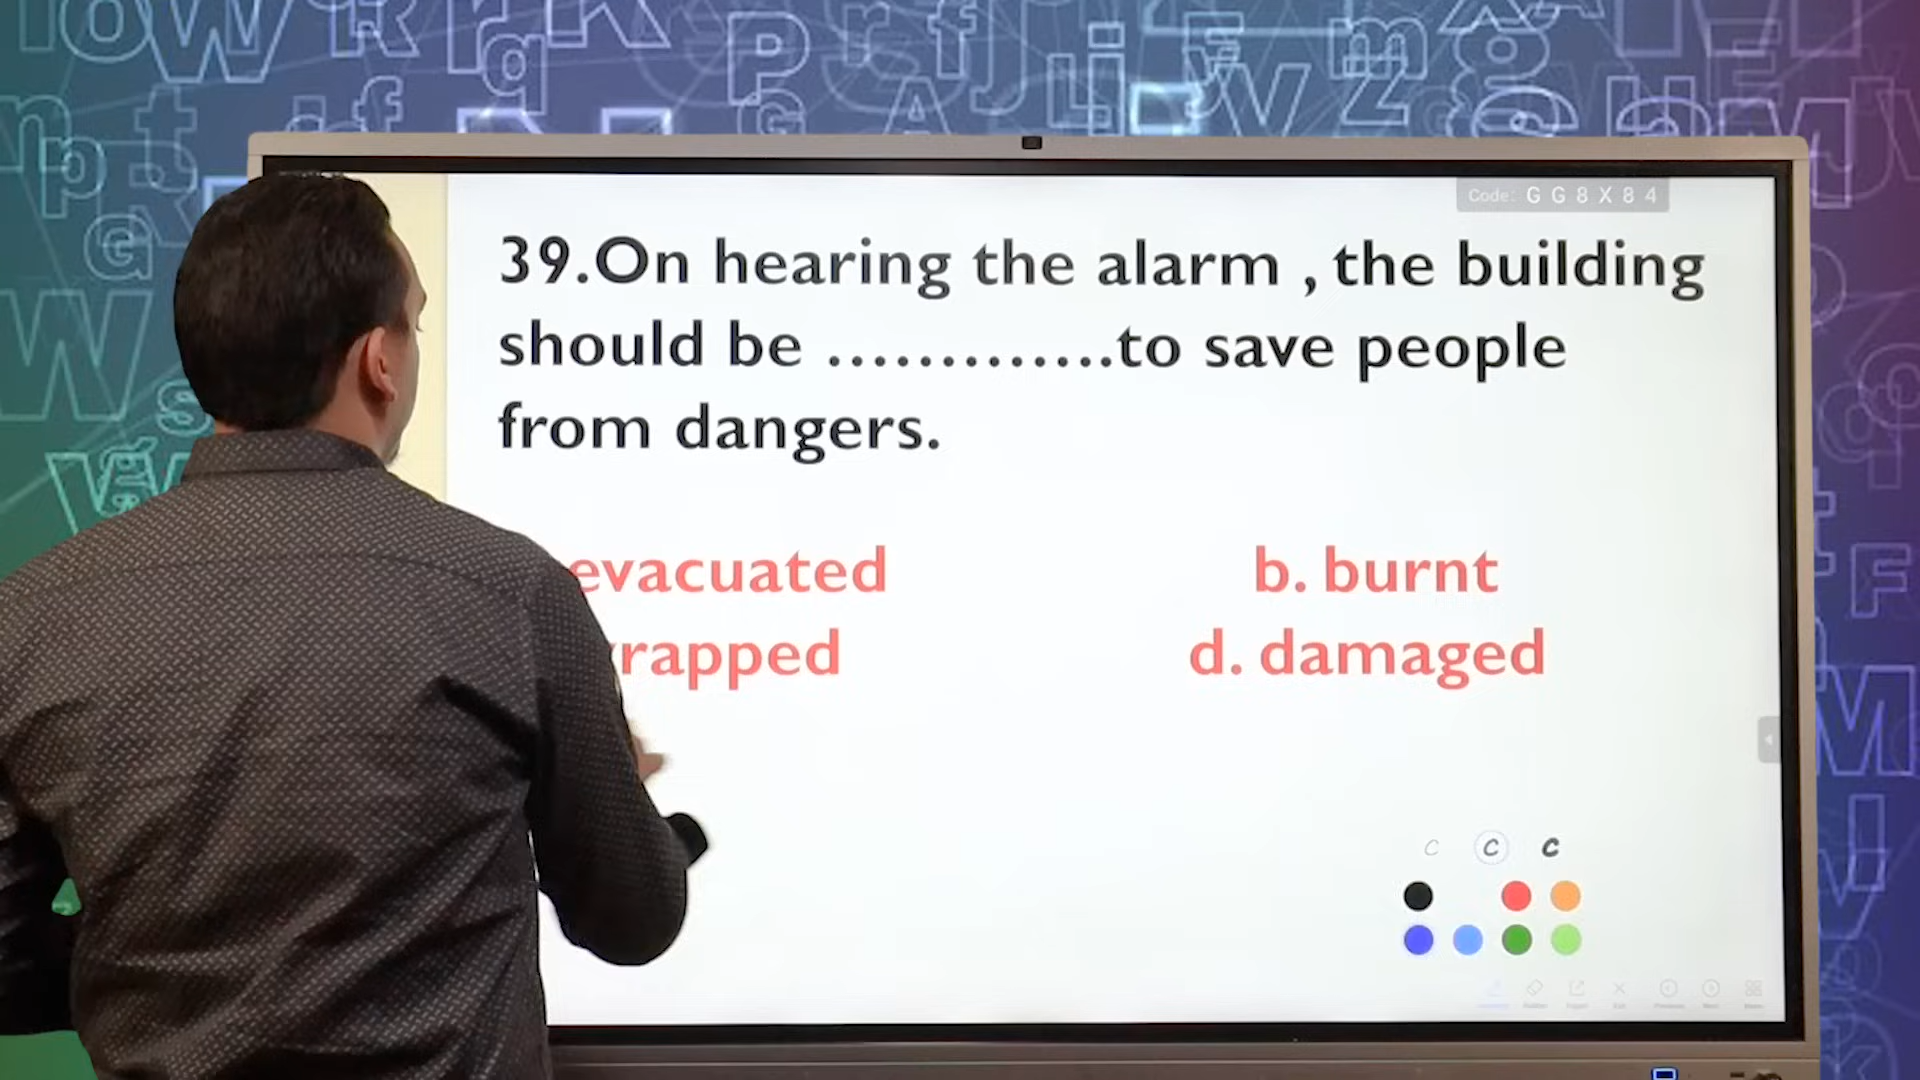 Code: GG8X84
39.On hearing the alarm , the building
should be .............to save people
from dangers.
evacuated b. burnt
d. damaged